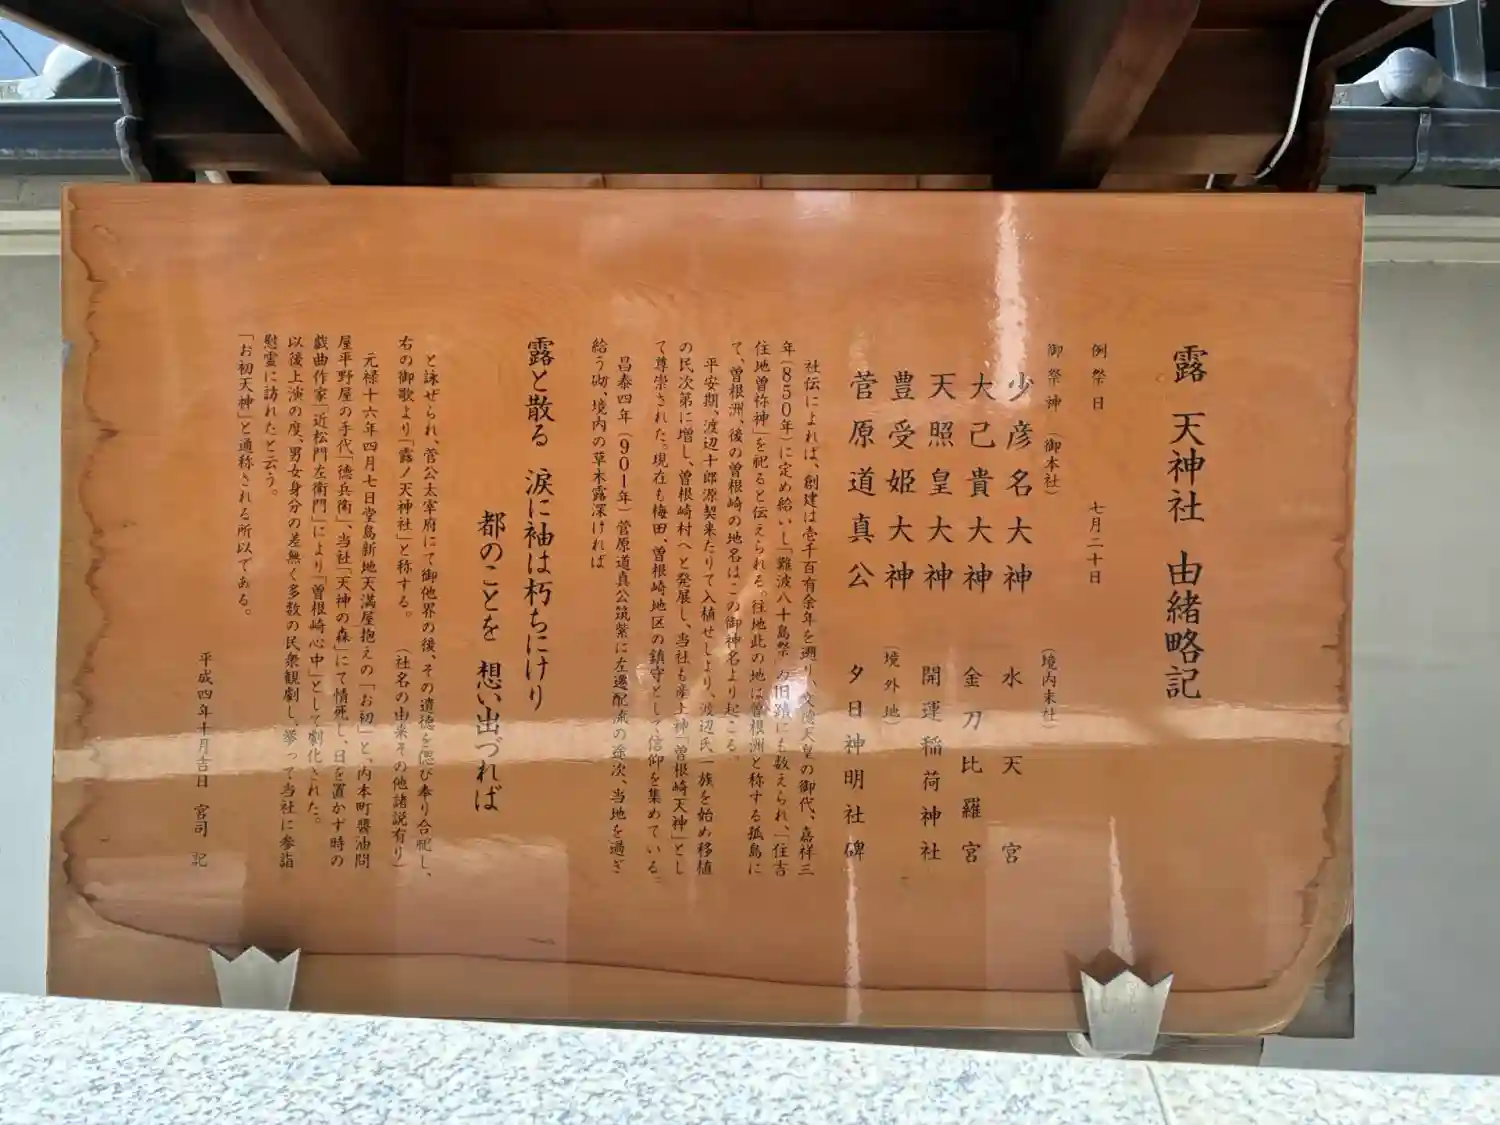 露 天神社 由緒略記
例祭日 七月二十日
御祭神 (御本社) (境内末社)
少彦名大神 水天宮
大己貴大神 金刀比羅宮
天照皇大神 開運稲荷神社
豊受姫大神 (境外地)
菅原道真公 夕日神明社碑
社伝によれば、創建は壱千百有余年を遡り、文徳天皇の御代、嘉祥三
年(850年)に定め給いし「難波八十島祭」の旧蹟にも数えられ、「住吉
住地曽祢神」を祀ると伝えられる。往地此の地は曽根洲と称する孤島に
て、曽根洲、後の曽根崎の地名はこの御神名より起こる。
平安期、渡辺十郎源契来たりて入植せしより、渡辺氏一族を始め移植
の民次第に増し、曽根崎村へと発展し、当社も産土神「曽根崎天神」とし
て尊崇された。現在も梅田、曽根崎地区の鎮守として信仰を集めている。
昌泰四年(901年)菅原道真公筑紫に左遷配流の途次、当地を過ぎ
給う砌、境内の草木露深ければ
露と散る 涙に袖は朽ちにけり
都のことを 想い出づれば
と詠ぜられ、菅公太宰府にて御他界の後、その遺徳を偲び奉り合祀し、
右の御歌より「露ノ天神社」と称する。 (社名の由来その他諸説有り)
元禄十六年四月七日堂島新地天満屋抱えの「お初」と、内本町醤油問
屋平野屋の手代「徳兵衛」、当社「天神の森」にて情死し、日を置かず時の
戯曲作家「近松門左衛門」により「曽根崎心中」として劇化された。
以後上演の度、男女身分の差無く多数の民衆観劇し、挙って当社に参詣
慰霊に訪れたと云う。
「お初天神」と通称される所以である。
平成四年十月吉日 宮司 記